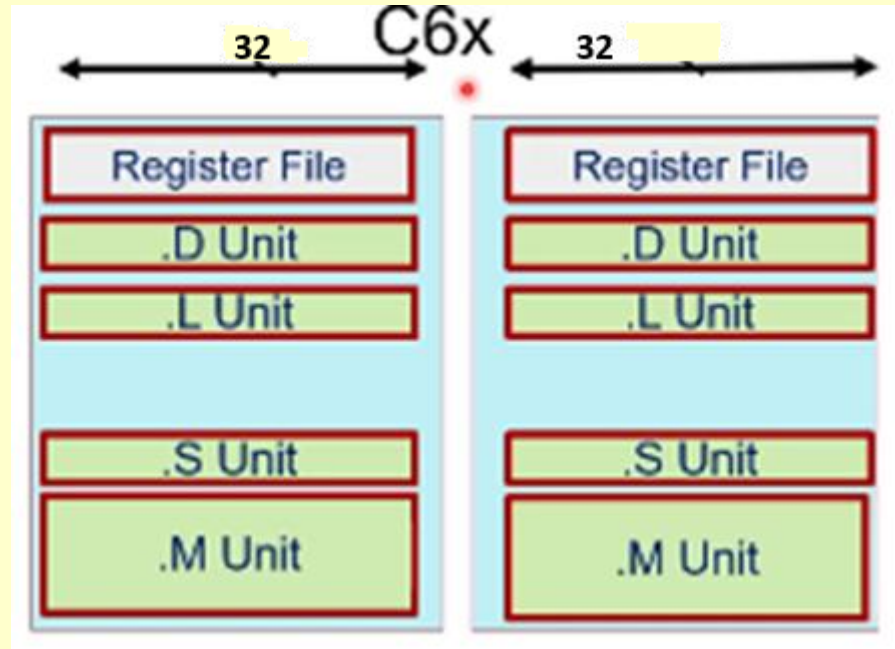 C6x
32 32
Register File Register File
.D Unit .D Unit
.L Unit .L Unit
.S Unit .S Unit
.M Unit .M Unit